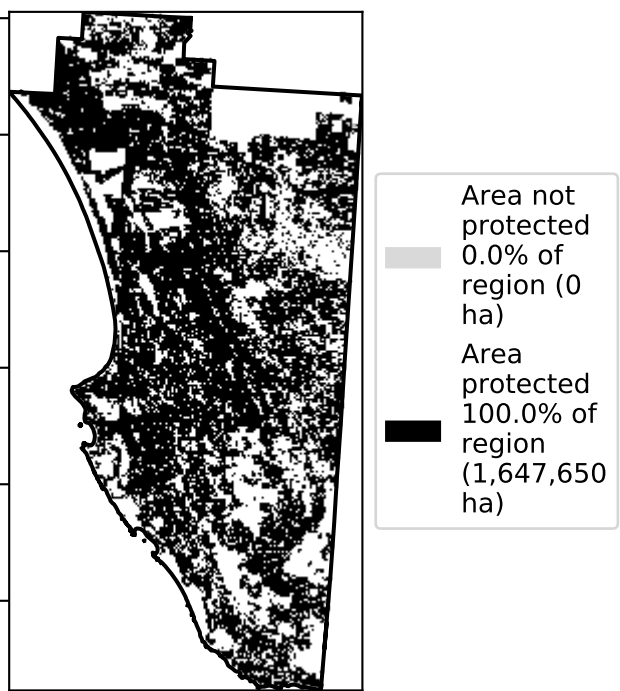 Area not
protected
0.0% of
region (0
ha)
Area
protected
100.0% of
region
(1,647,650
ha)